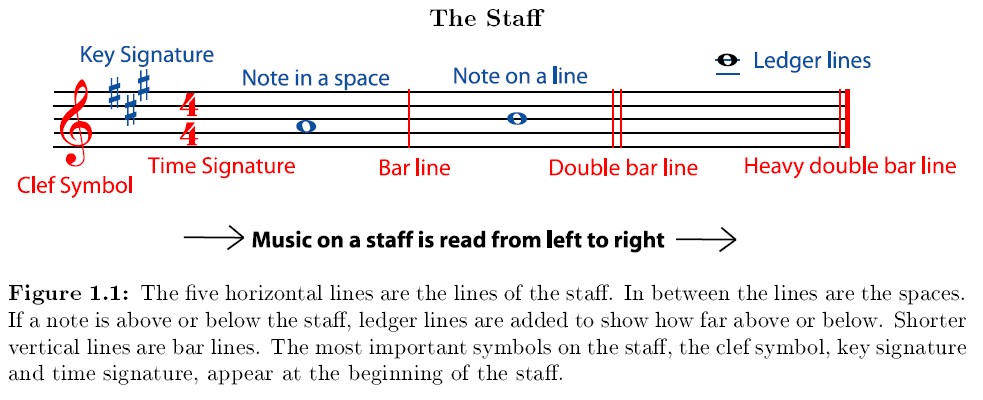 The Staff
Key Signature
Note in a space
Note on a line
Ledger lines
4
4
Clef Symbol
Time Signature
Bar line
Double bar line
Heavy double bar line
Music on a staff is read from left to right
Figure 1.1: The five horizontal lines are the lines of the staff. In between the lines are the spaces.
If a note is above or below the staff, ledger lines are added to show how far above or below. Shorter
vertical lines are bar lines. The most important symbols on the staff, the clef symbol, key signature
and time signature, appear at the beginning of the staff.